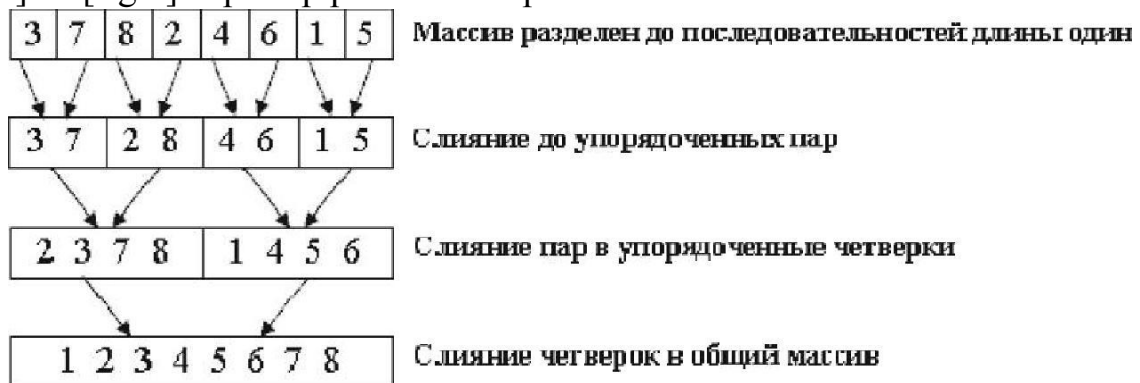 3 7 8 2 4 6 1 5 Массив разделен до последовательностей длины один
3 7 2 8 4 6 1 5 Слияние до упорядоченных пар
2 3 7 8 1 4 5 6 Слияние пар в упорядоченные четверки
1 2 3 4 5 6 7 8 Слияние четверок в общий массив